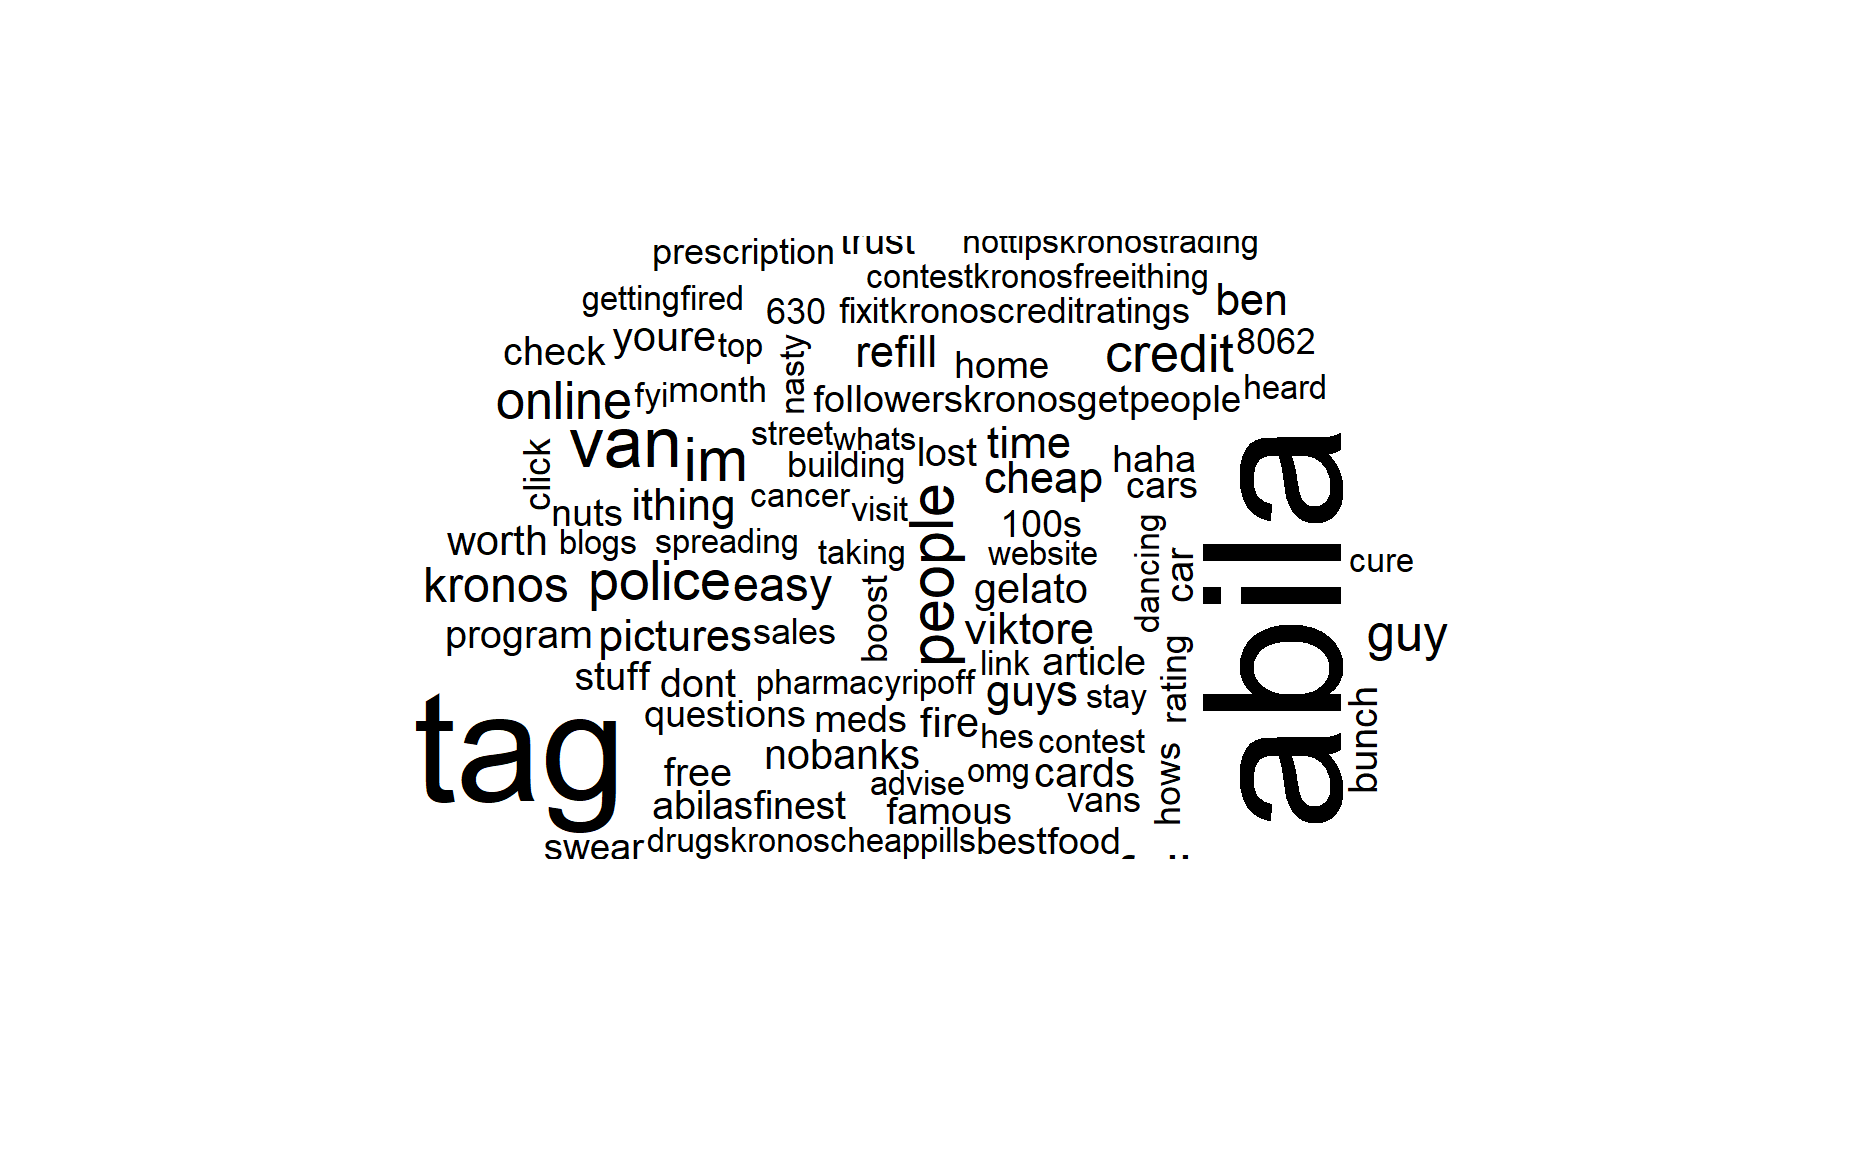 prescription
trust
hottipskronostrading
contestkronosfreeithing
gettingfired
630
fixitkronoscreditratings
ben
check
youre
top
nasty
refill
home
credit
8062
online
fyi
month
followerskronosgetpeople
heard
click
van
im
street
whats
building
lost
time
cheap
haha
cars
nuts
ithing
cancer
visit
people
100s
abila
worth
blogs
spreading
taking
website
dancing
car
cure
kronos
police
easy
boost
gelato
program
pictures
sales
viktore
guy
stuff
dont
pharmacyripoff
link
article
rating
tag
questions
meds
fire
guys
stay
bunch
nobanks
hes
contest
hows
free
advise
omg
cards
abilasfinest
famous
vans
swear
drugskronoscheappills
bestfood